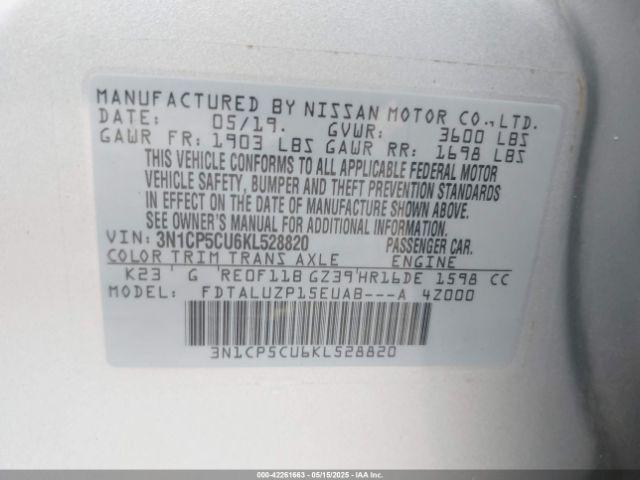 MANUFACTURED BY NISSAN MOTOR CO., LTD.
DATE: 05/19. GVWR: 3600 LBS
GAWR FR: 1903 LBS GAWR RR: 1698 LBS
THIS VEHICLE CONFORMS TO ALL APPLICABLE FEDERAL MOTOR
VEHICLE SAFETY, BUMPER AND THEFT PREVENTION STANDARDS
IN EFFECT ON THE DATE OF MANUFACTURE SHOWN ABOVE.
SEE OWNER'S MANUAL FOR ADDITIONAL INFORMATION.
VIN: 3N1CP5CU6KL528820 PASSENGER CAR.
COLOR TRIM TRANS AXLE ENGINE
K23 G RE0F11B GZ39 HR16DE 1598 CC
MODEL: FDTALUZP15EUAB---A 4Z000
3N1CP5CU6KL528820
000-42261663 - 05/15/2025 - © Copyright 2025 IAA, LLC